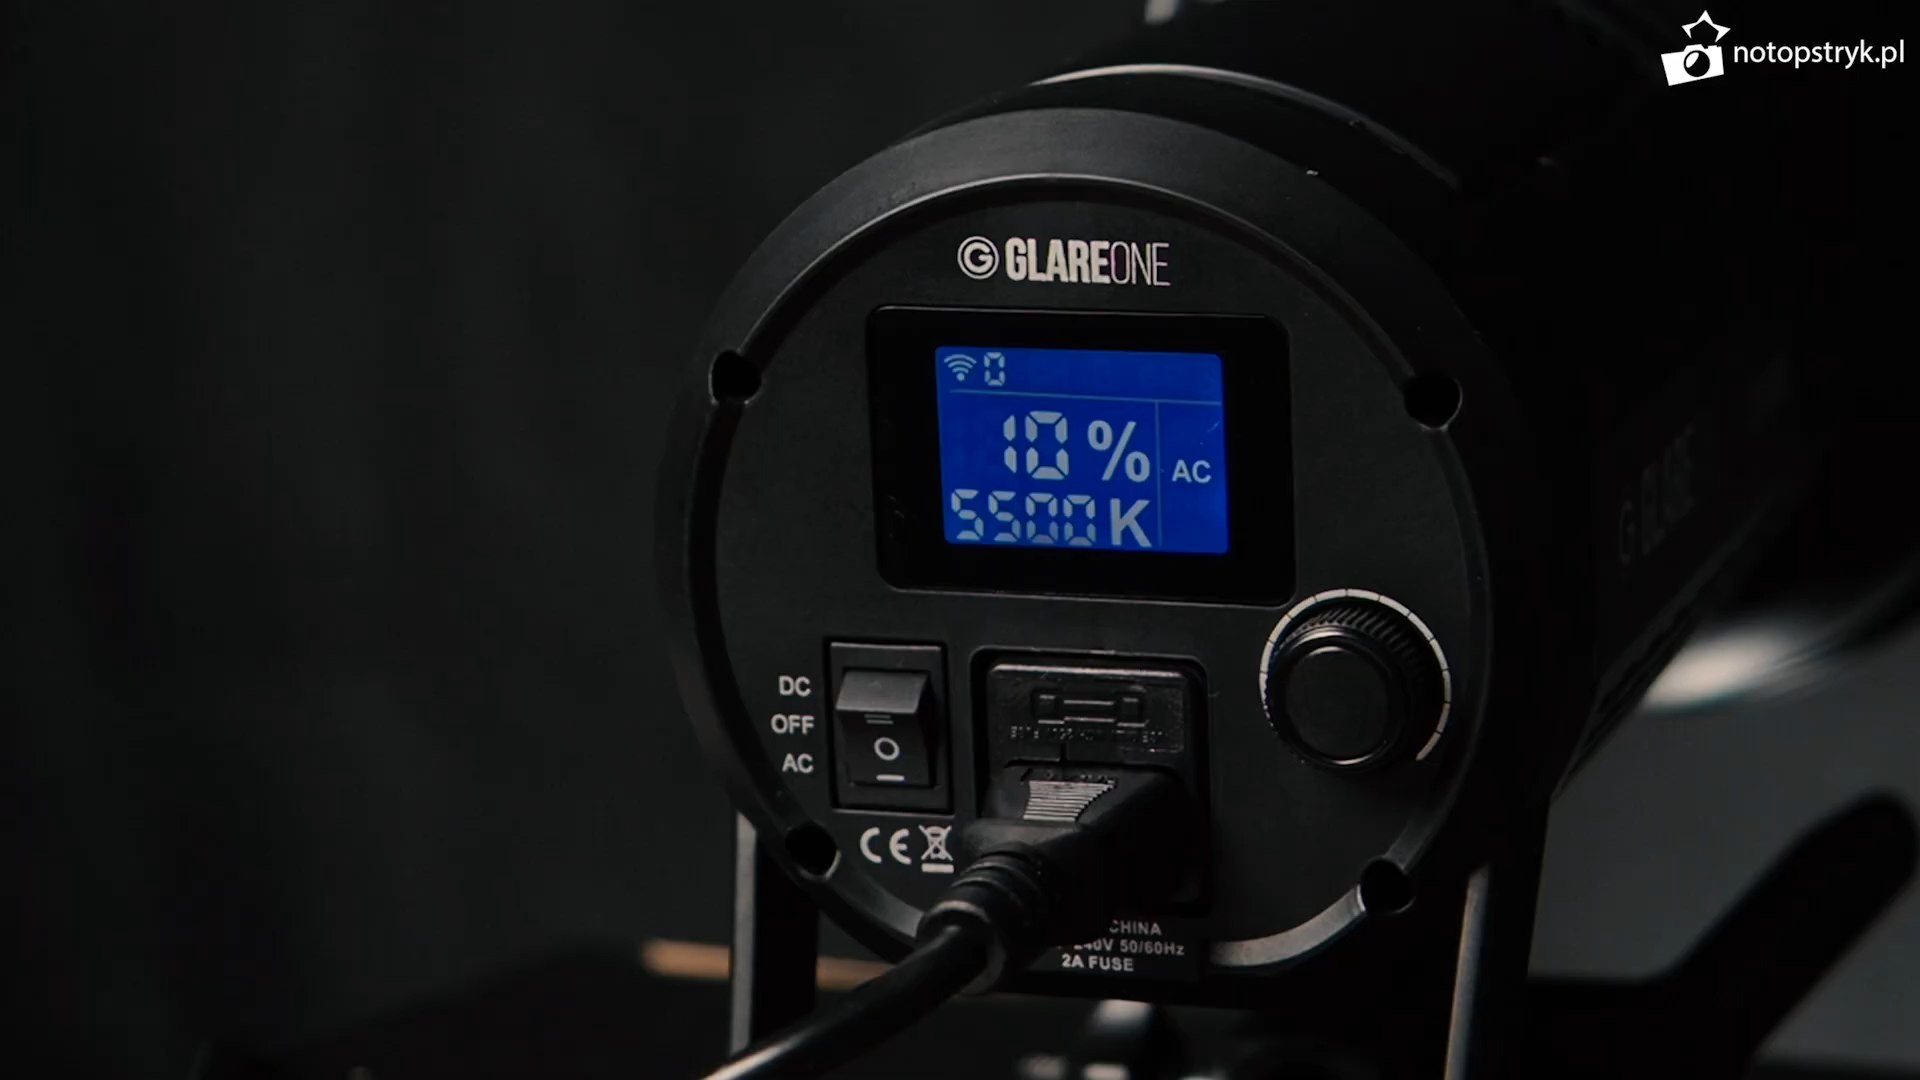 notopstryk.pl
GLAREONE
0
10 %
AC
5500 K
DC
OFF
AC
CE
CHINA
240V 50/60Hz
2A FUSE